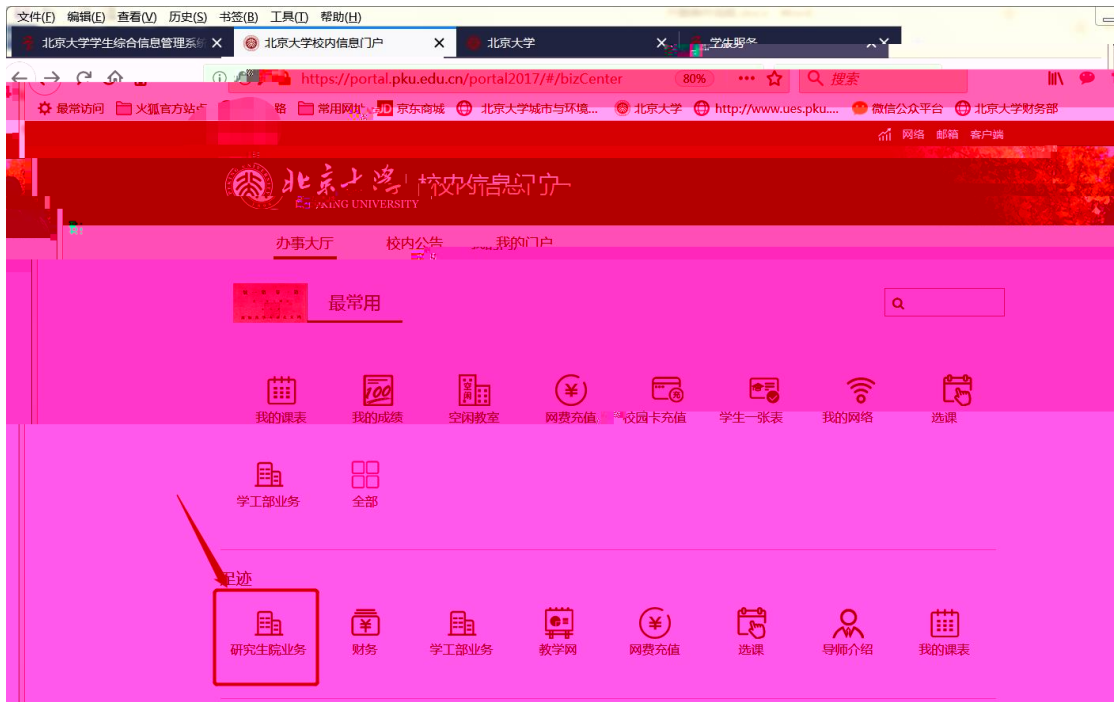 文件(F) 编辑(E) 查看(V) 历史(S) 书签(B) 工具(T) 帮助(H)
北京大学学生综合信息管理系统 北京大学校内信息门户 北京大学
https://portal.pku.edu.cn/portal2017/#/bizCenter 80% 搜索
最常访问 火狐官方站点 常用网址 JD 京东商城 北京大学城市与环境... 北京大学 http://www.ues.pku.... 微信公众平台 北京大学财务部
网络 邮箱 客户端
北京大学 校内信息门户
UNIVERSITY
办事大厅 校内公告 我的门户
最常用
100
我的课表 我的成绩 空闲教室 网费充值 校园卡充值 学生一张表 我的网络 选课
学工部业务 全部
足迹
研究生院业务 财务 学工部业务 教学网 网费充值 选课 导师介绍 我的课表